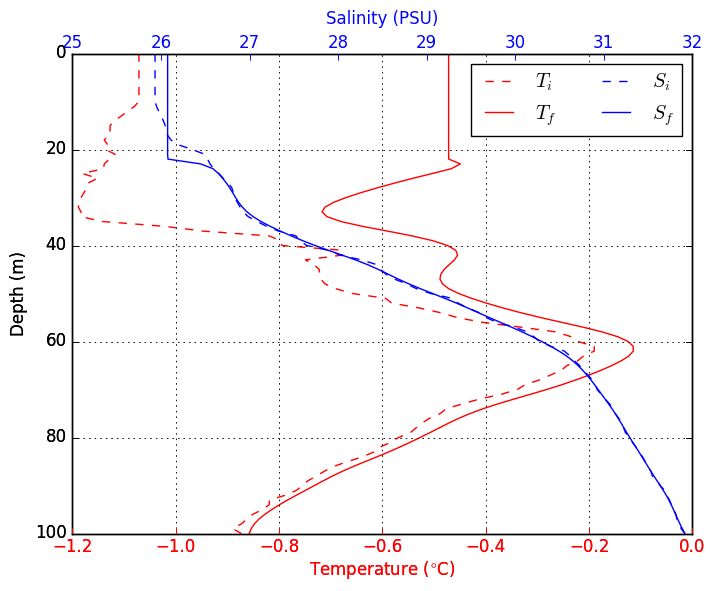 Salinity (PSU)
25 26 27 28 29 30 31 32
0
20
40
60
80
100
Depth (m)
T_i S_i
T_f S_f
−1.2 −1.0 −0.8 −0.6 −0.4 −0.2 0.0
Temperature (°C)